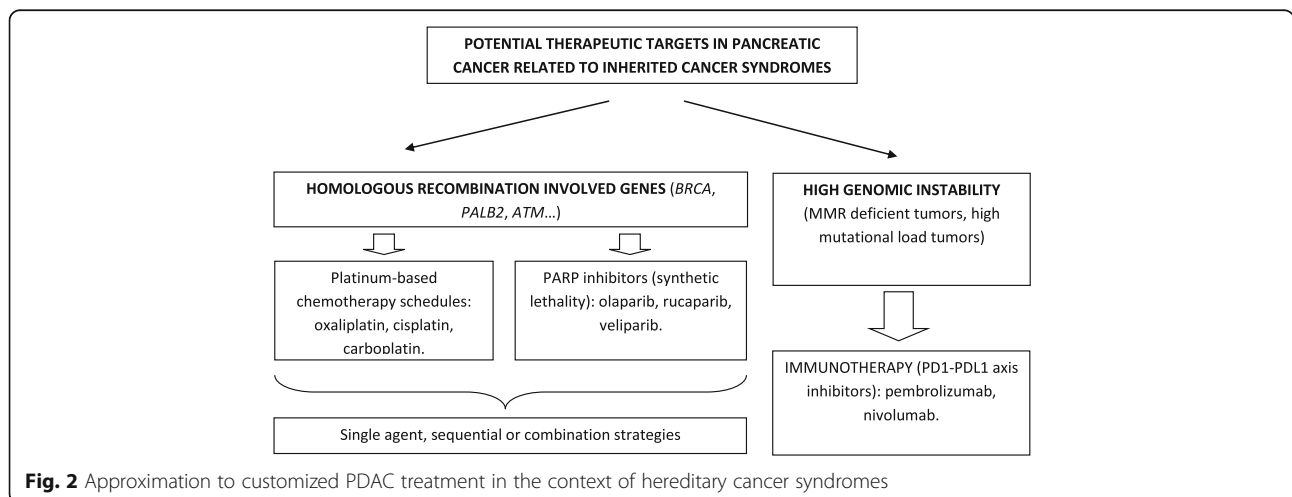 POTENTIAL THERAPEUTIC TARGETS IN PANCREATIC
CANCER RELATED TO INHERITED CANCER SYNDROMES
HOMOLOGOUS RECOMBINATION INVOLVED GENES (BRCA,
PALB2, ATM...)
Platinum-based
chemotherapy schedules:
oxaliplatin, cisplatin,
carboplatin.
PARP inhibitors (synthetic
lethality): olaparib, rucaparib,
veliparib.
Single agent, sequential or combination strategies
HIGH GENOMIC INSTABILITY
(MMR deficient tumors, high
mutational load tumors)
IMMUNOTHERAPY (PD1-PDL1 axis
inhibitors): pembrolizumab,
nivolumab.
Fig. 2 Approximation to customized PDAC treatment in the context of hereditary cancer syndromes